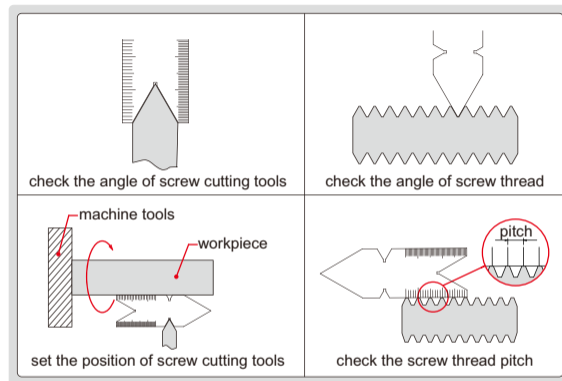 check the angle of screw cutting tools
check the angle of screw thread
machine tools
workpiece
set the position of screw cutting tools
pitch
check the screw thread pitch